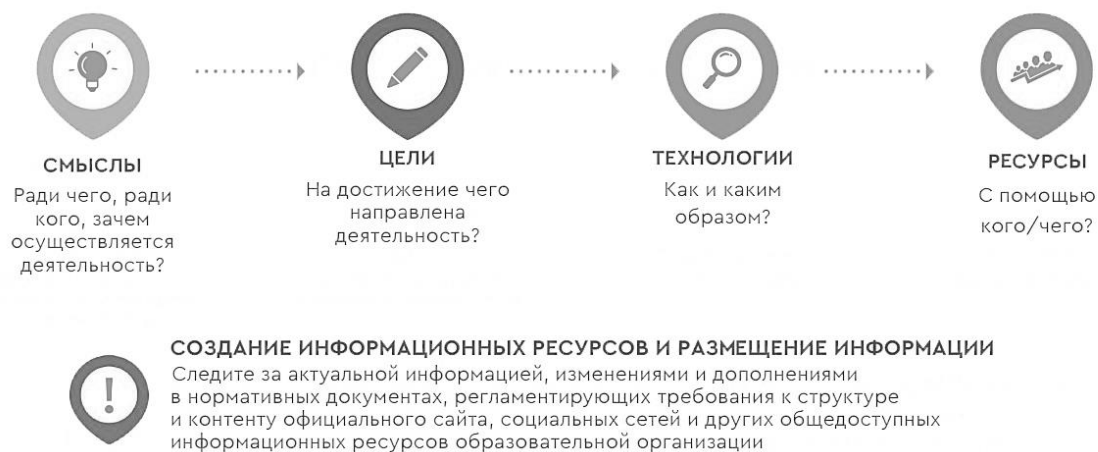 СМЫСЛЫ
Ради чего, ради
кого, зачем
осуществляется
деятельность?
ЦЕЛИ
На достижение чего
направлена
деятельность?
ТЕХНОЛОГИИ
Как и каким
образом?
РЕСУРСЫ
С помощью
кого/чего?
СОЗДАНИЕ ИНФОРМАЦИОННЫХ РЕСУРСОВ И РАЗМЕЩЕНИЕ ИНФОРМАЦИИ
Следите за актуальной информацией, изменениями и дополнениями
в нормативных документах, регламентирующих требования к структуре
и контенту официального сайта, социальных сетей и других общедоступных
информационных ресурсов образовательной организации